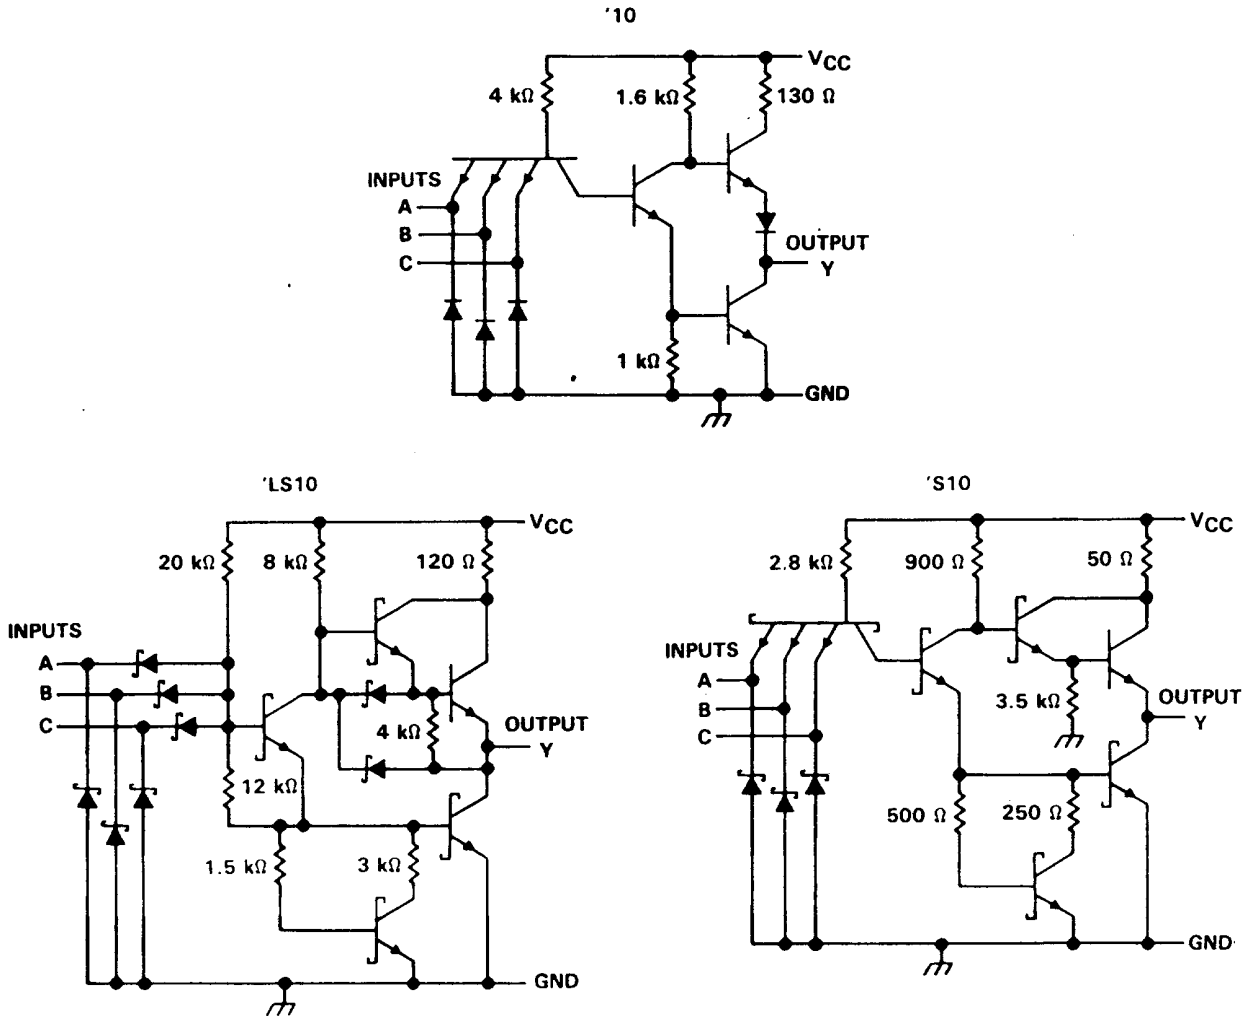 '10
VCC
4 kΩ
1.6 kΩ
130 Ω
INPUTS
A
B
C
OUTPUT
Y
1 kΩ
GND
'LS10
VCC
20 kΩ
8 kΩ
120 Ω
INPUTS
A
B
C
4 kΩ
OUTPUT
Y
12 kΩ
1.5 kΩ
3 kΩ
GND
'S10
VCC
2.8 kΩ
900 Ω
50 Ω
INPUTS
A
B
C
3.5 kΩ
OUTPUT
Y
500 Ω
250 Ω
GND